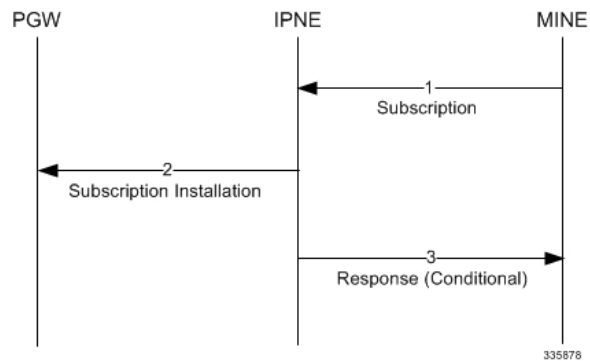 PGW IPNE MINE
1
Subscription
2
Subscription Installation
3
Response (Conditional)
335878